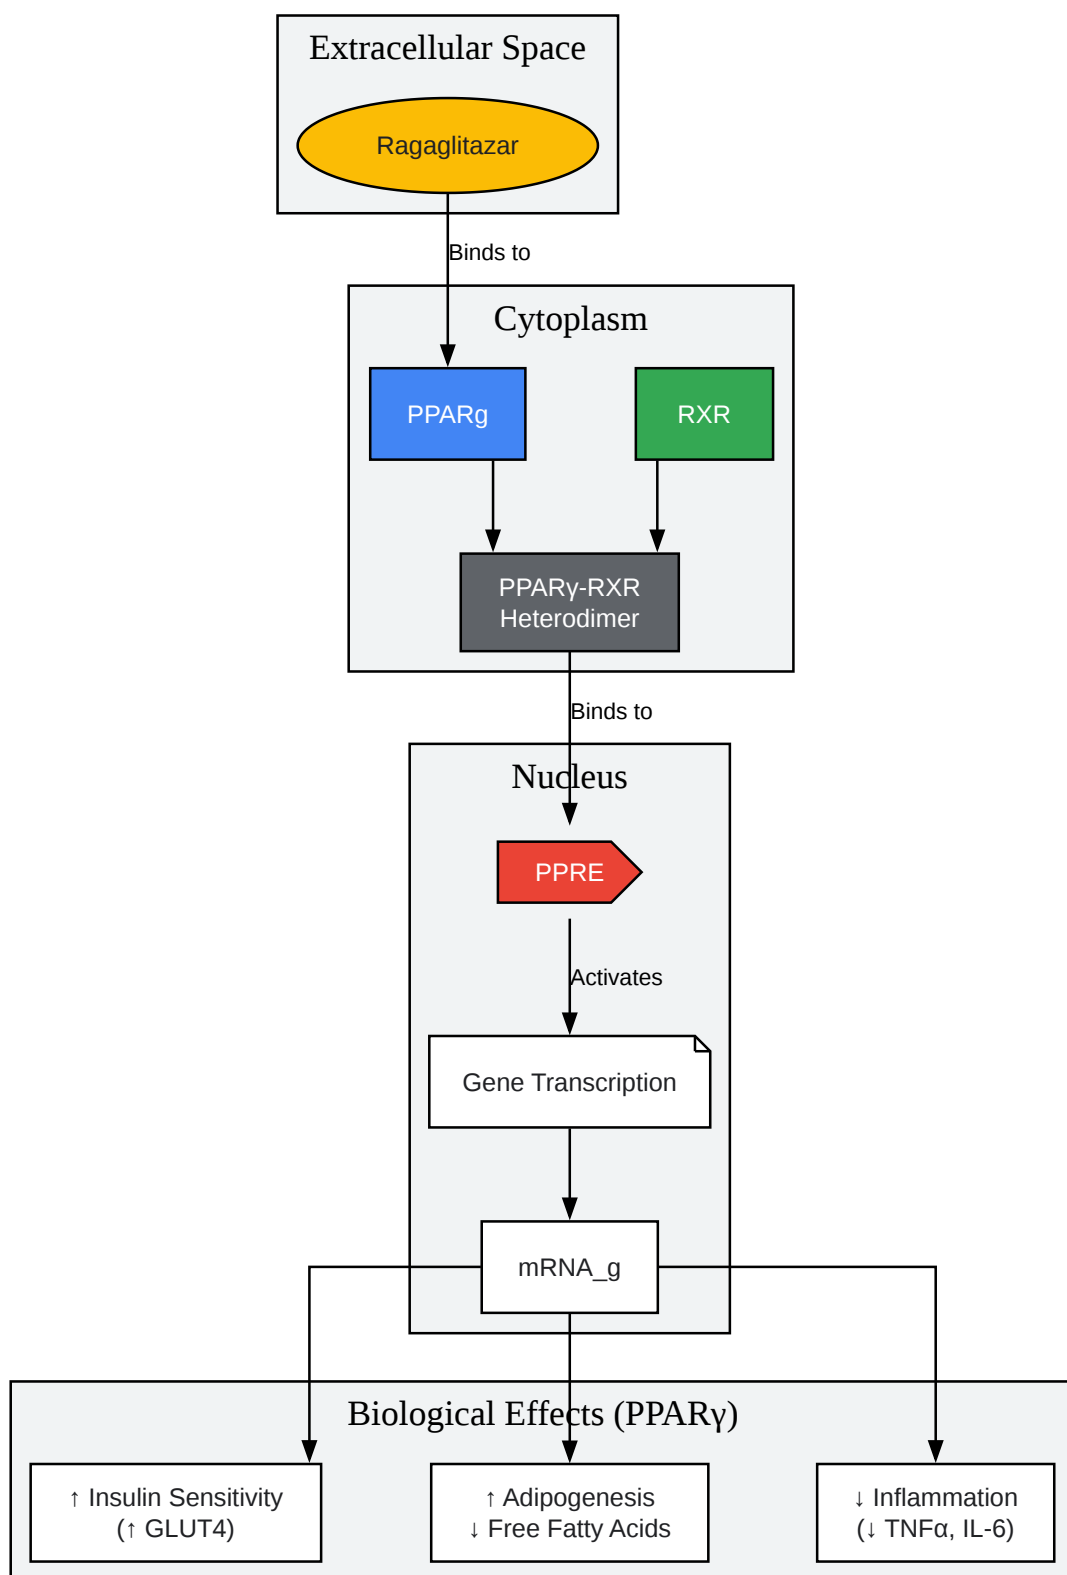 Extracellular Space
Ragaglitazar
Binds to
Cytoplasm
PPARg
RXR
PPARγ-RXR
Heterodimer
Binds to
Nucleus
PPRE
Activates
Gene Transcription
mRNA_g
Biological Effects (PPARγ)
↑ Insulin Sensitivity
(↑ GLUT4)
↑ Adipogenesis
↓ Free Fatty Acids
↓ Inflammation
(↓ TNFα, IL-6)